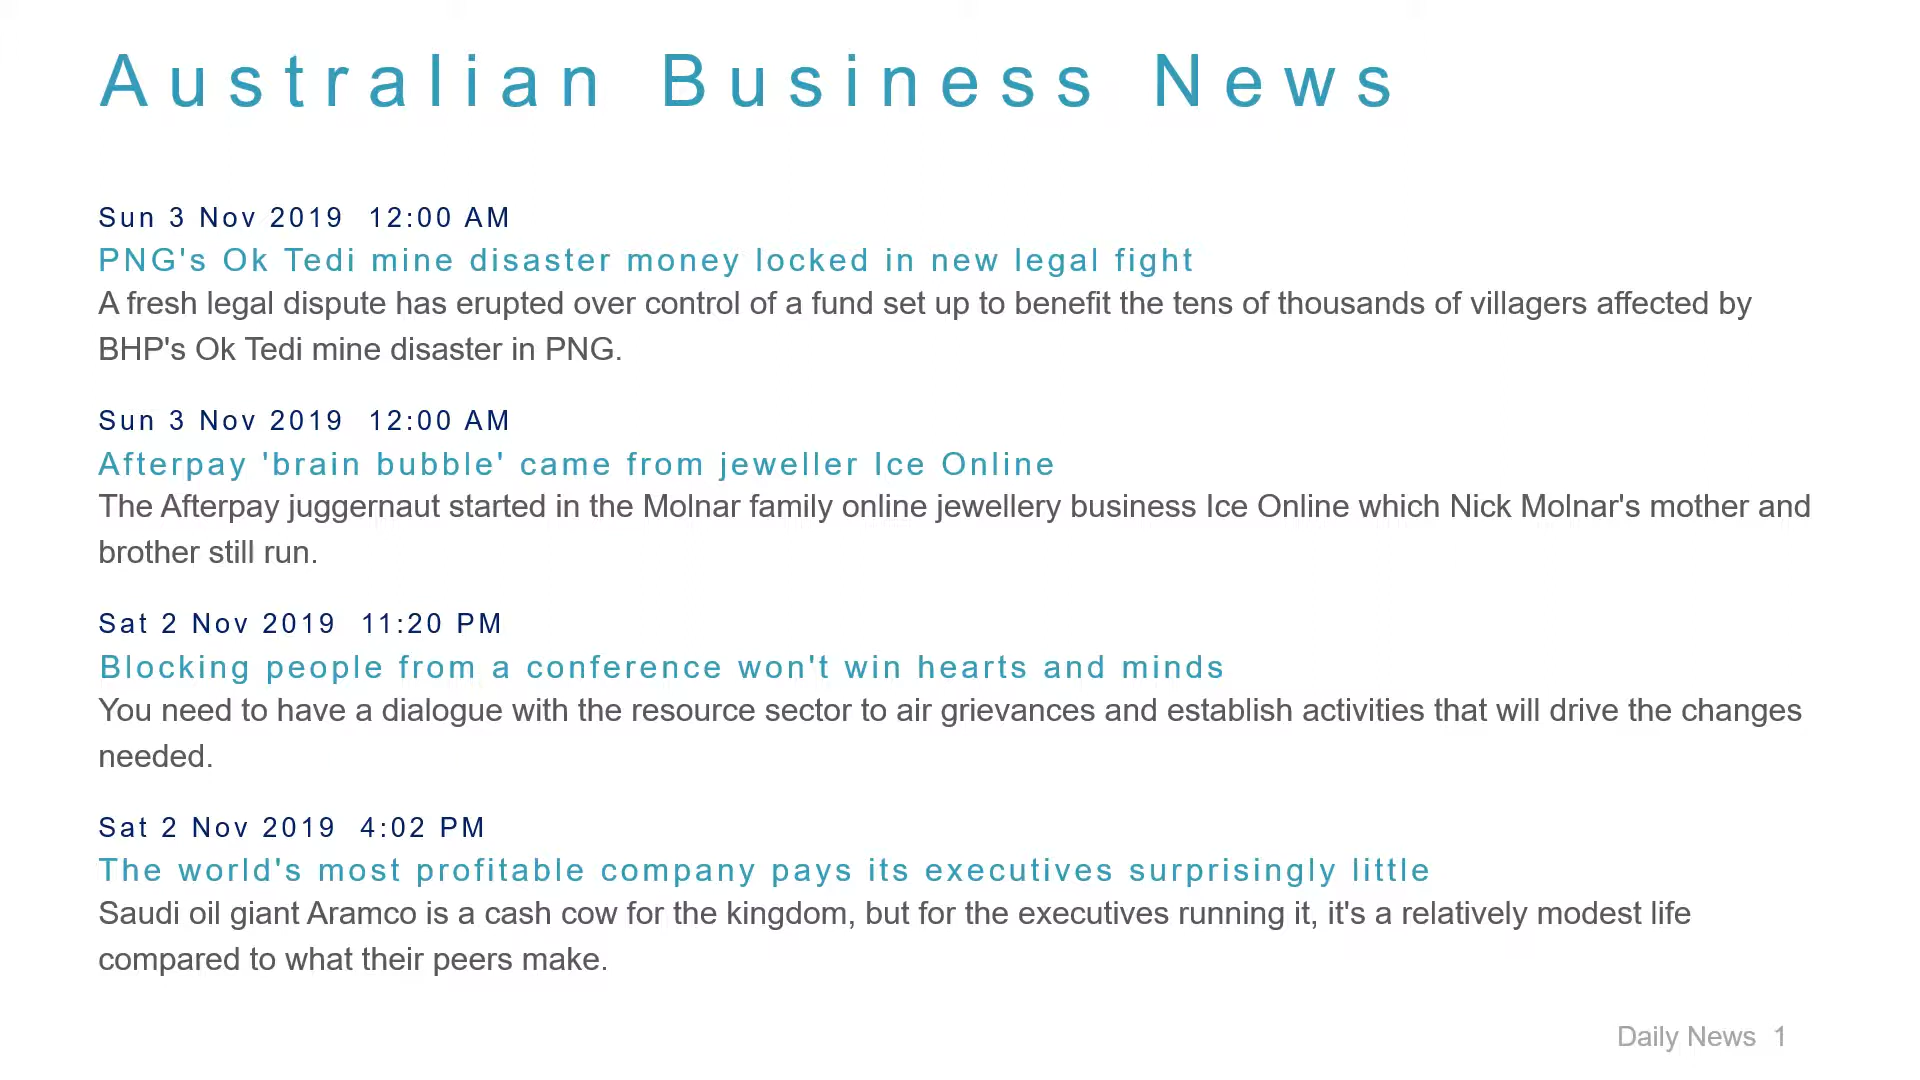 Australian Business News
Sun 3 Nov 2019 12:00 AM
PNG's Ok Tedi mine disaster money locked in new legal fight
A fresh legal dispute has erupted over control of a fund set up to benefit the tens of thousands of villagers affected by
BHP's Ok Tedi mine disaster in PNG.
Sun 3 Nov 2019 12:00 AM
Afterpay 'brain bubble' came from jeweller Ice Online
The Afterpay juggernaut started in the Molnar family online jewellery business Ice Online which Nick Molnar's mother and
brother still run.
Sat 2 Nov 2019 11:20 PM
Blocking people from a conference won't win hearts and minds
You need to have a dialogue with the resource sector to air grievances and establish activities that will drive the changes
needed.
Sat 2 Nov 2019 4:02 PM
The world's most profitable company pays its executives surprisingly little
Saudi oil giant Aramco is a cash cow for the kingdom, but for the executives running it, it's a relatively modest life
compared to what their peers make.
Daily News 1